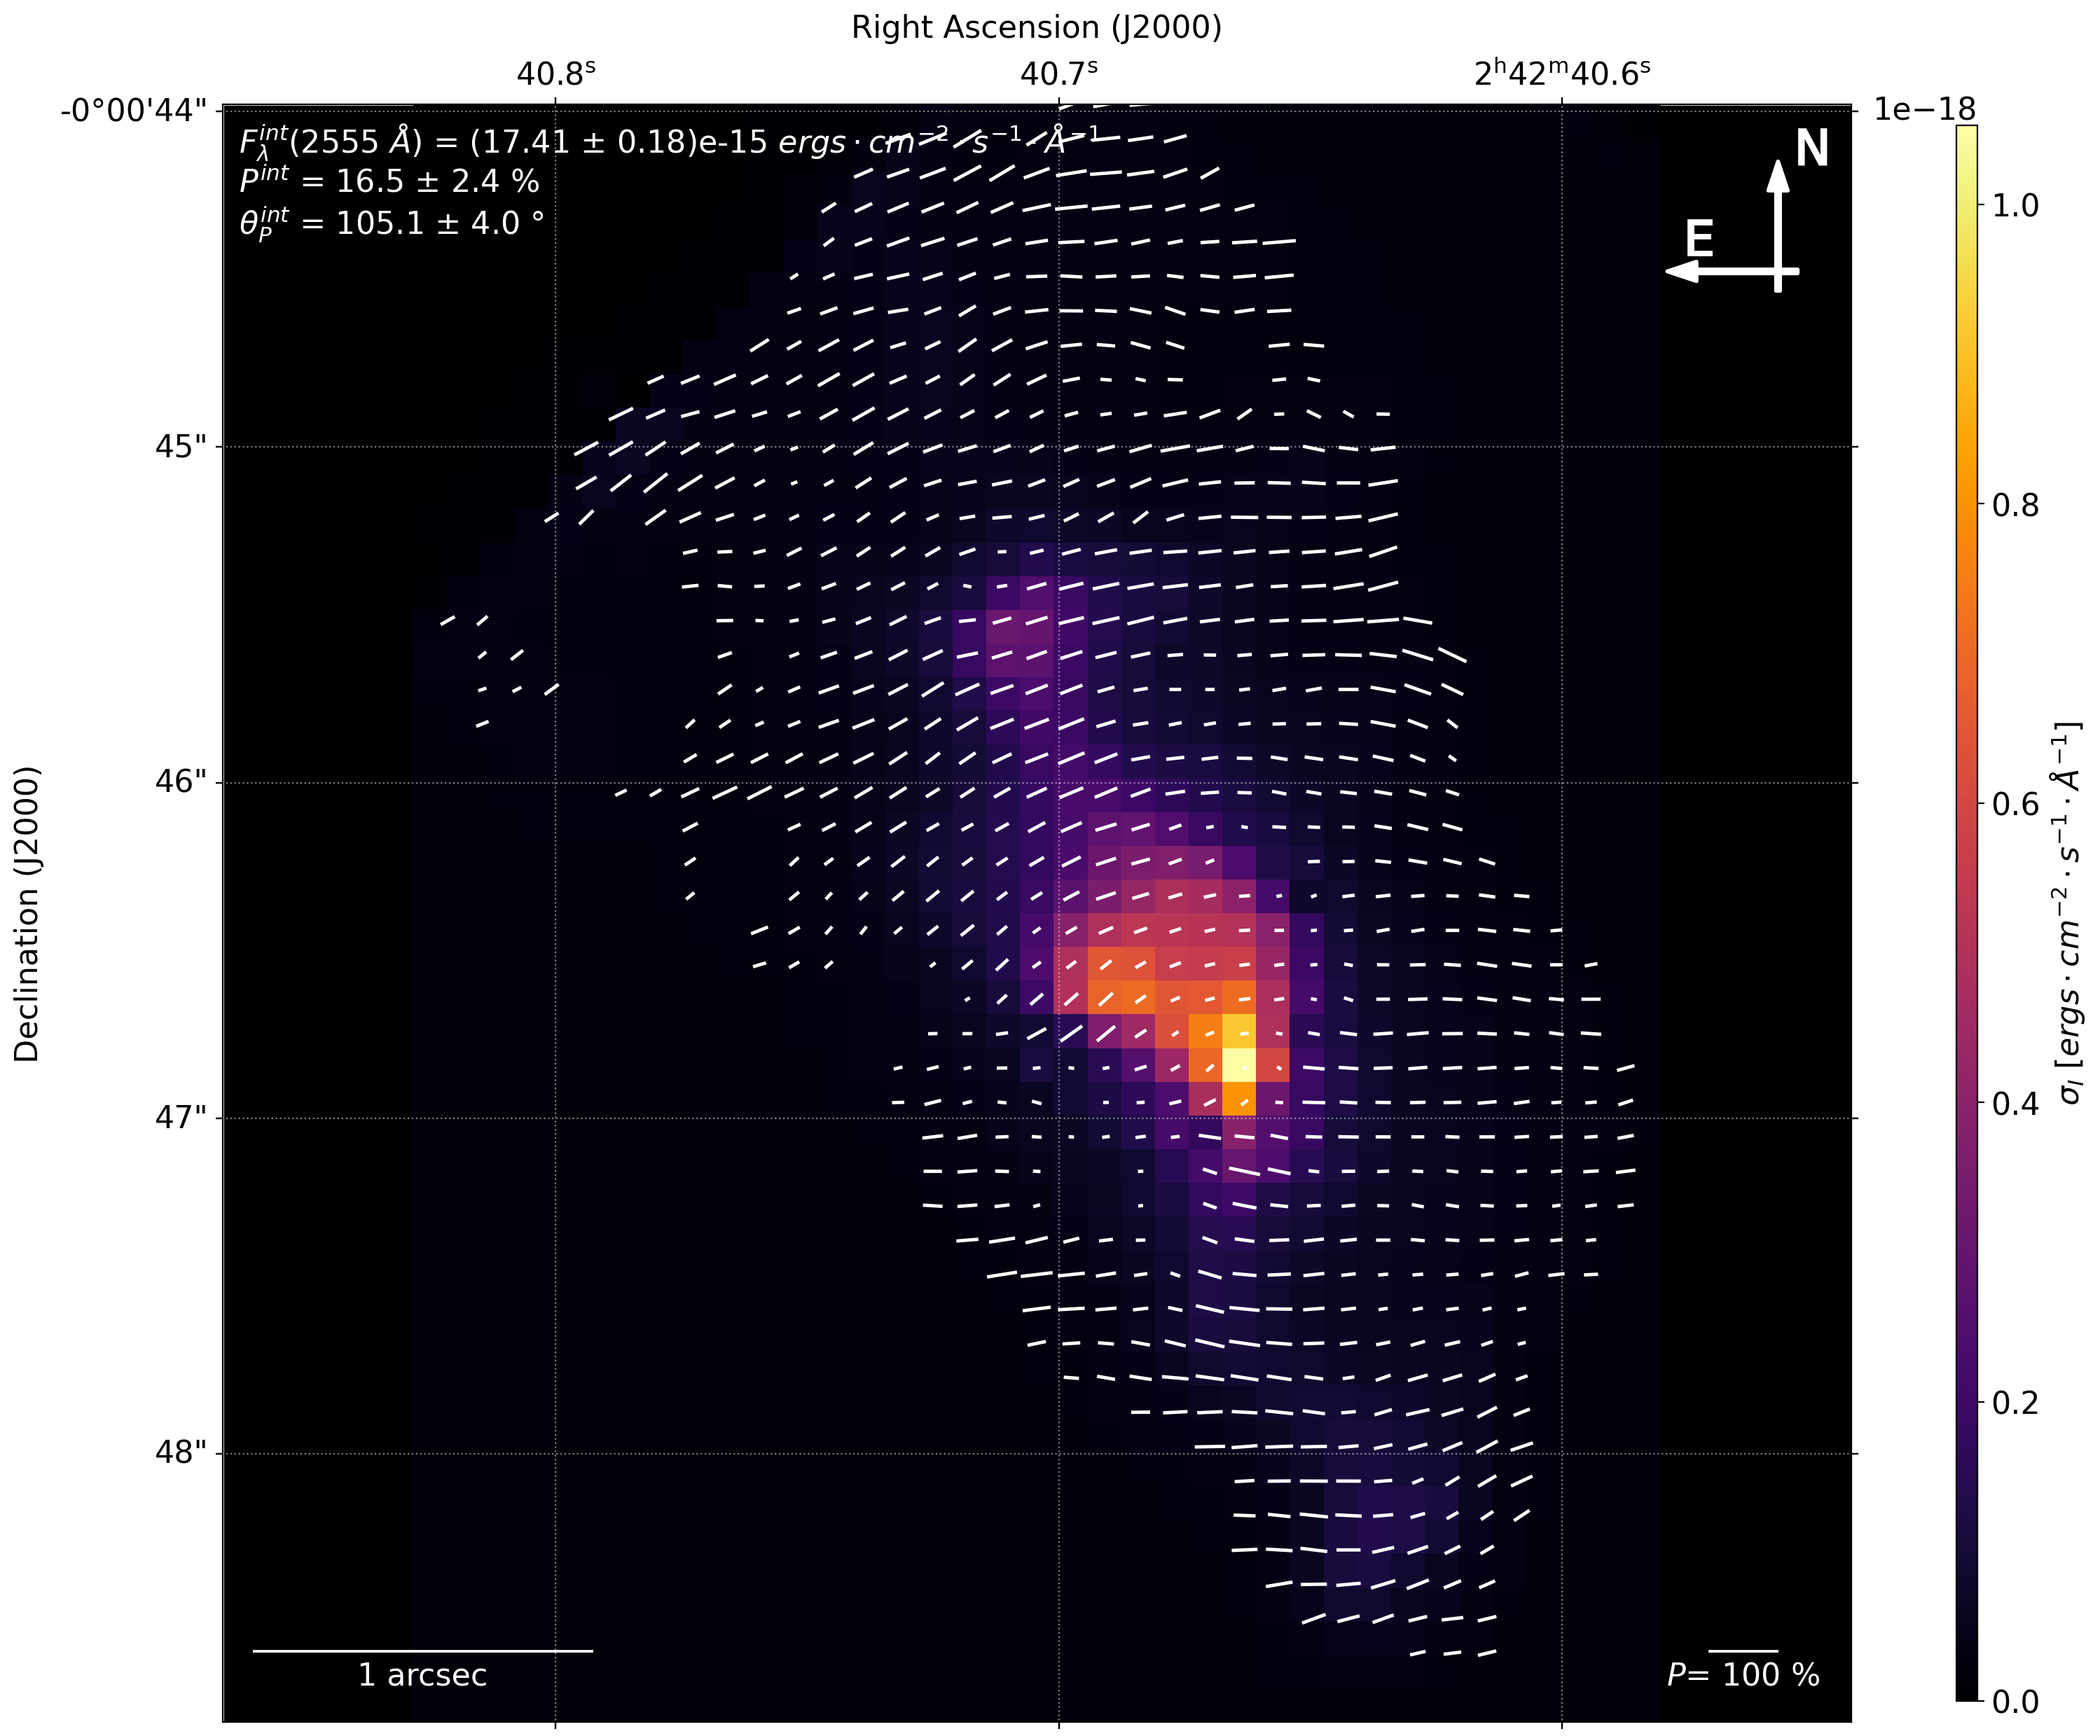 Right Ascension (J2000)
40.8ˢ 40.7ˢ 2ʰ42ᵐ40.6ˢ
-0°00'44"
45"
46"
47"
48"
Declination (J2000)
F_λ^int(2555 Å) = (17.41 ± 0.18)e-15 ergs · cm⁻² · s⁻¹ · Å⁻¹
P^int = 16.5 ± 2.4 %
θ_P^int = 105.1 ± 4.0 °
N
E
1 arcsec
P= 100 %
1e−18
1.0
0.8
0.6
0.4
0.2
0.0
σ_I [ergs · cm⁻² · s⁻¹ · Å⁻¹]